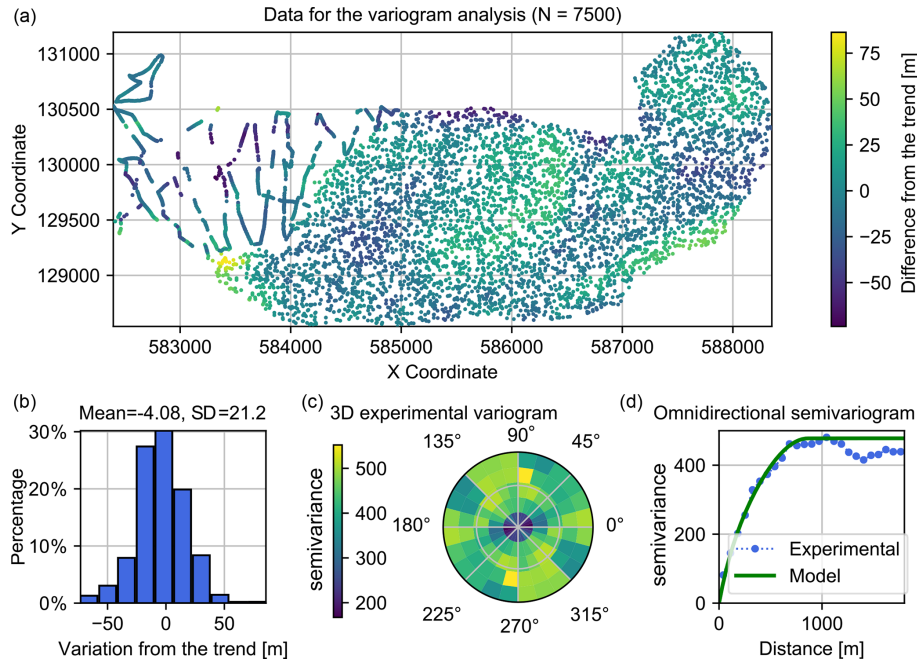 (a)
Data for the variogram analysis (N = 7500)
131000
130500
130000
129500
129000
Y Coordinate
583000 584000 585000 586000 587000 588000
X Coordinate
75
50
25
0
−25
−50
Difference from the trend [m]
(b)
Mean=-4.08, SD=21.2
30%
20%
10%
0%
Percentage
−50 0 50
Variation from the trend [m]
(c)
3D experimental variogram
500
400
300
200
semivariance
90°
135° 45°
180° 0°
225° 315°
270°
(d)
Omnidirectional semivariogram
400
200
0
semivariance
Experimental
Model
0 1000
Distance [m]